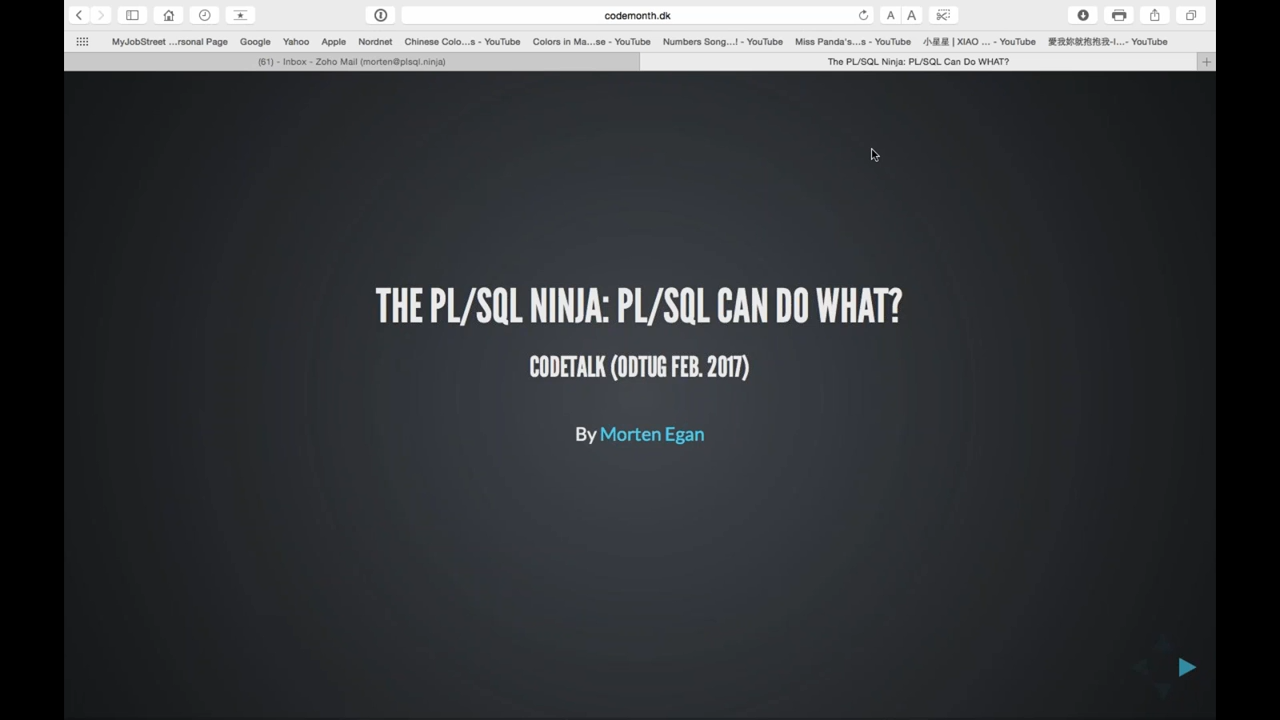 codemonth.dk
A A
MyJobStreet ...rsonal Page Google Yahoo Apple Nordnet Chinese Colo...s - YouTube Colors in Ma...se - YouTube Numbers Song...! - YouTube Miss Panda's...s - YouTube 小星星 | XIAO ... - YouTube 愛我妳就抱抱我-I...- YouTube
(61) - Inbox - Zoho Mail (morten@plsql.ninja) The PL/SQL Ninja: PL/SQL Can Do WHAT?
THE PL/SQL NINJA: PL/SQL CAN DO WHAT?
CODETALK (ODTUG FEB. 2017)
By Morten Egan